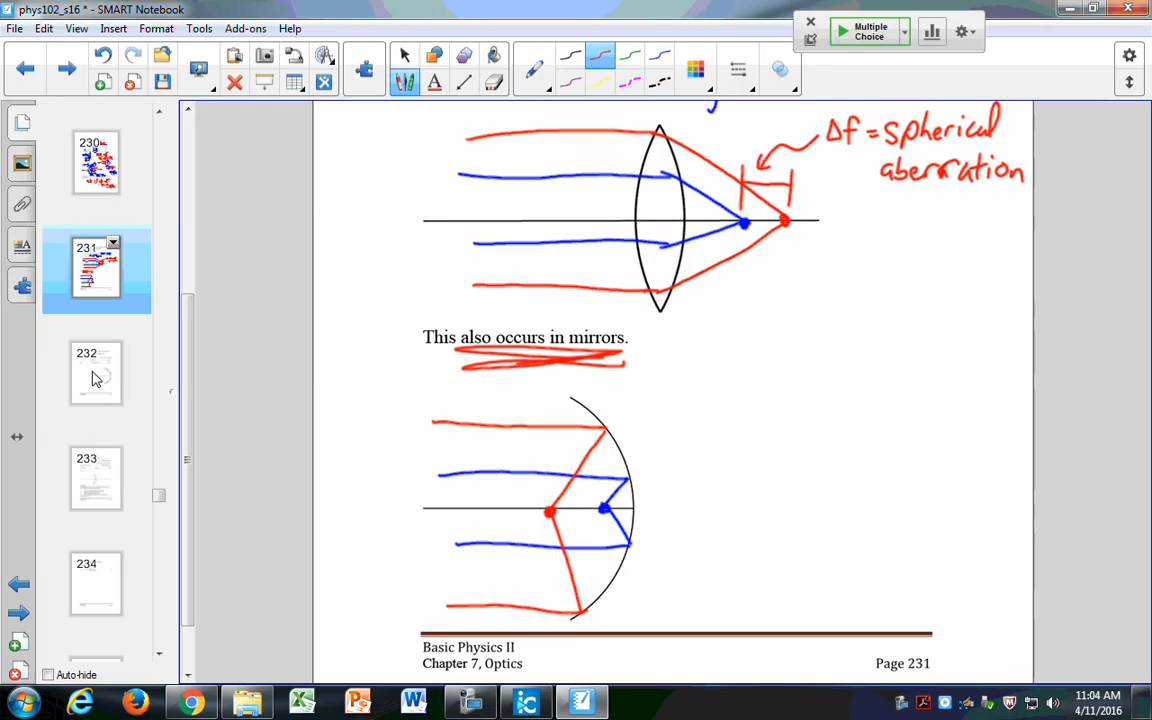 phys102_s16 * - SMART Notebook
File Edit View Insert Format Tools Add-ons Help
Multiple
Choice
A
230
231
232
233
234
Auto-hide
Δf = spherical
aberration
This also occurs in mirrors.
Basic Physics II
Chapter 7, Optics
Page 231
11:04 AM
4/11/2016